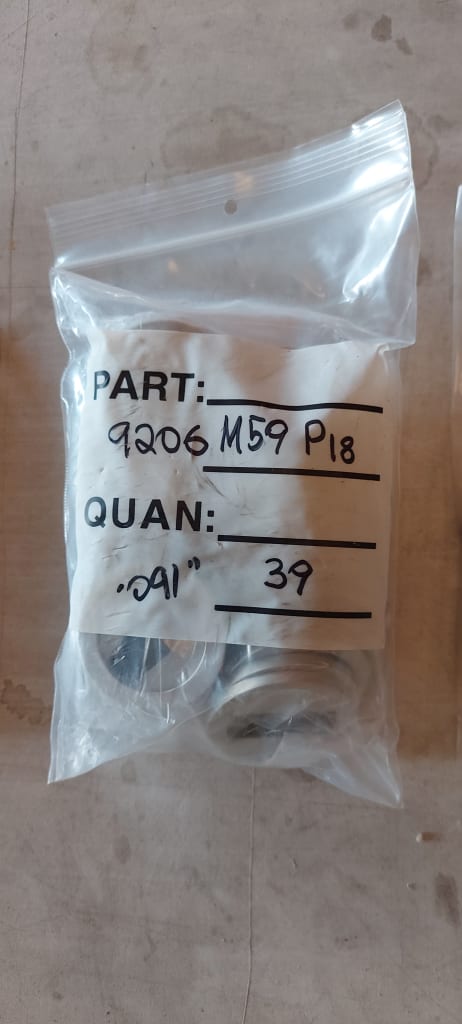 PART:
9206 M59 P18
QUAN:
.091" 39